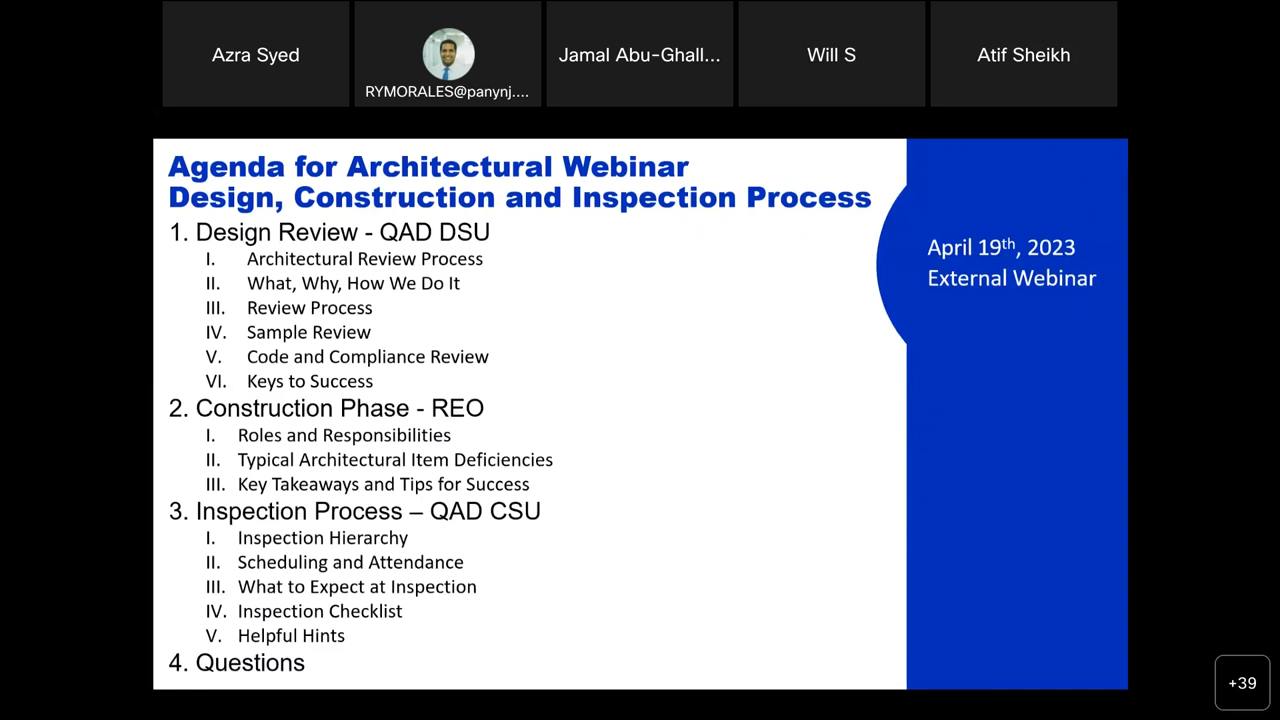 Azra Syed
RYMORALES@panynj....
Jamal Abu-Ghall...
Will S
Atif Sheikh
Agenda for Architectural Webinar
Design, Construction and Inspection Process
1. Design Review - QAD DSU
I. Architectural Review Process
II. What, Why, How We Do It
III. Review Process
IV. Sample Review
V. Code and Compliance Review
VI. Keys to Success
2. Construction Phase - REO
I. Roles and Responsibilities
II. Typical Architectural Item Deficiencies
III. Key Takeaways and Tips for Success
3. Inspection Process – QAD CSU
I. Inspection Hierarchy
II. Scheduling and Attendance
III. What to Expect at Inspection
IV. Inspection Checklist
V. Helpful Hints
4. Questions
April 19th, 2023
External Webinar
+39